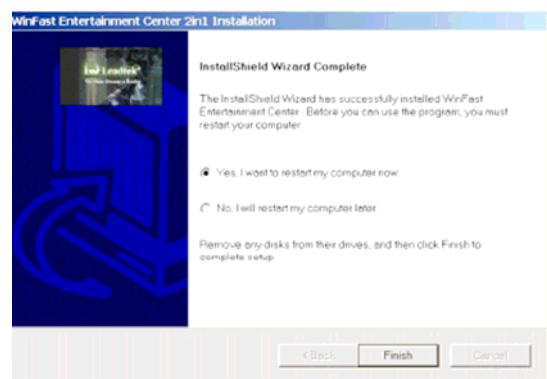 WinFast Entertainment Center 2in1 Installation
Leadtek
InstallShield Wizard Complete
The InstallShield Wizard has successfully installed WinFast
Entertainment Center. Before you can use the program, you must
restart your computer.
Yes, I want to restart my computer now.
No, I will restart my computer later.
Remove any disks from their drives, and then click Finish to
complete setup.
< Back
Finish
Cancel